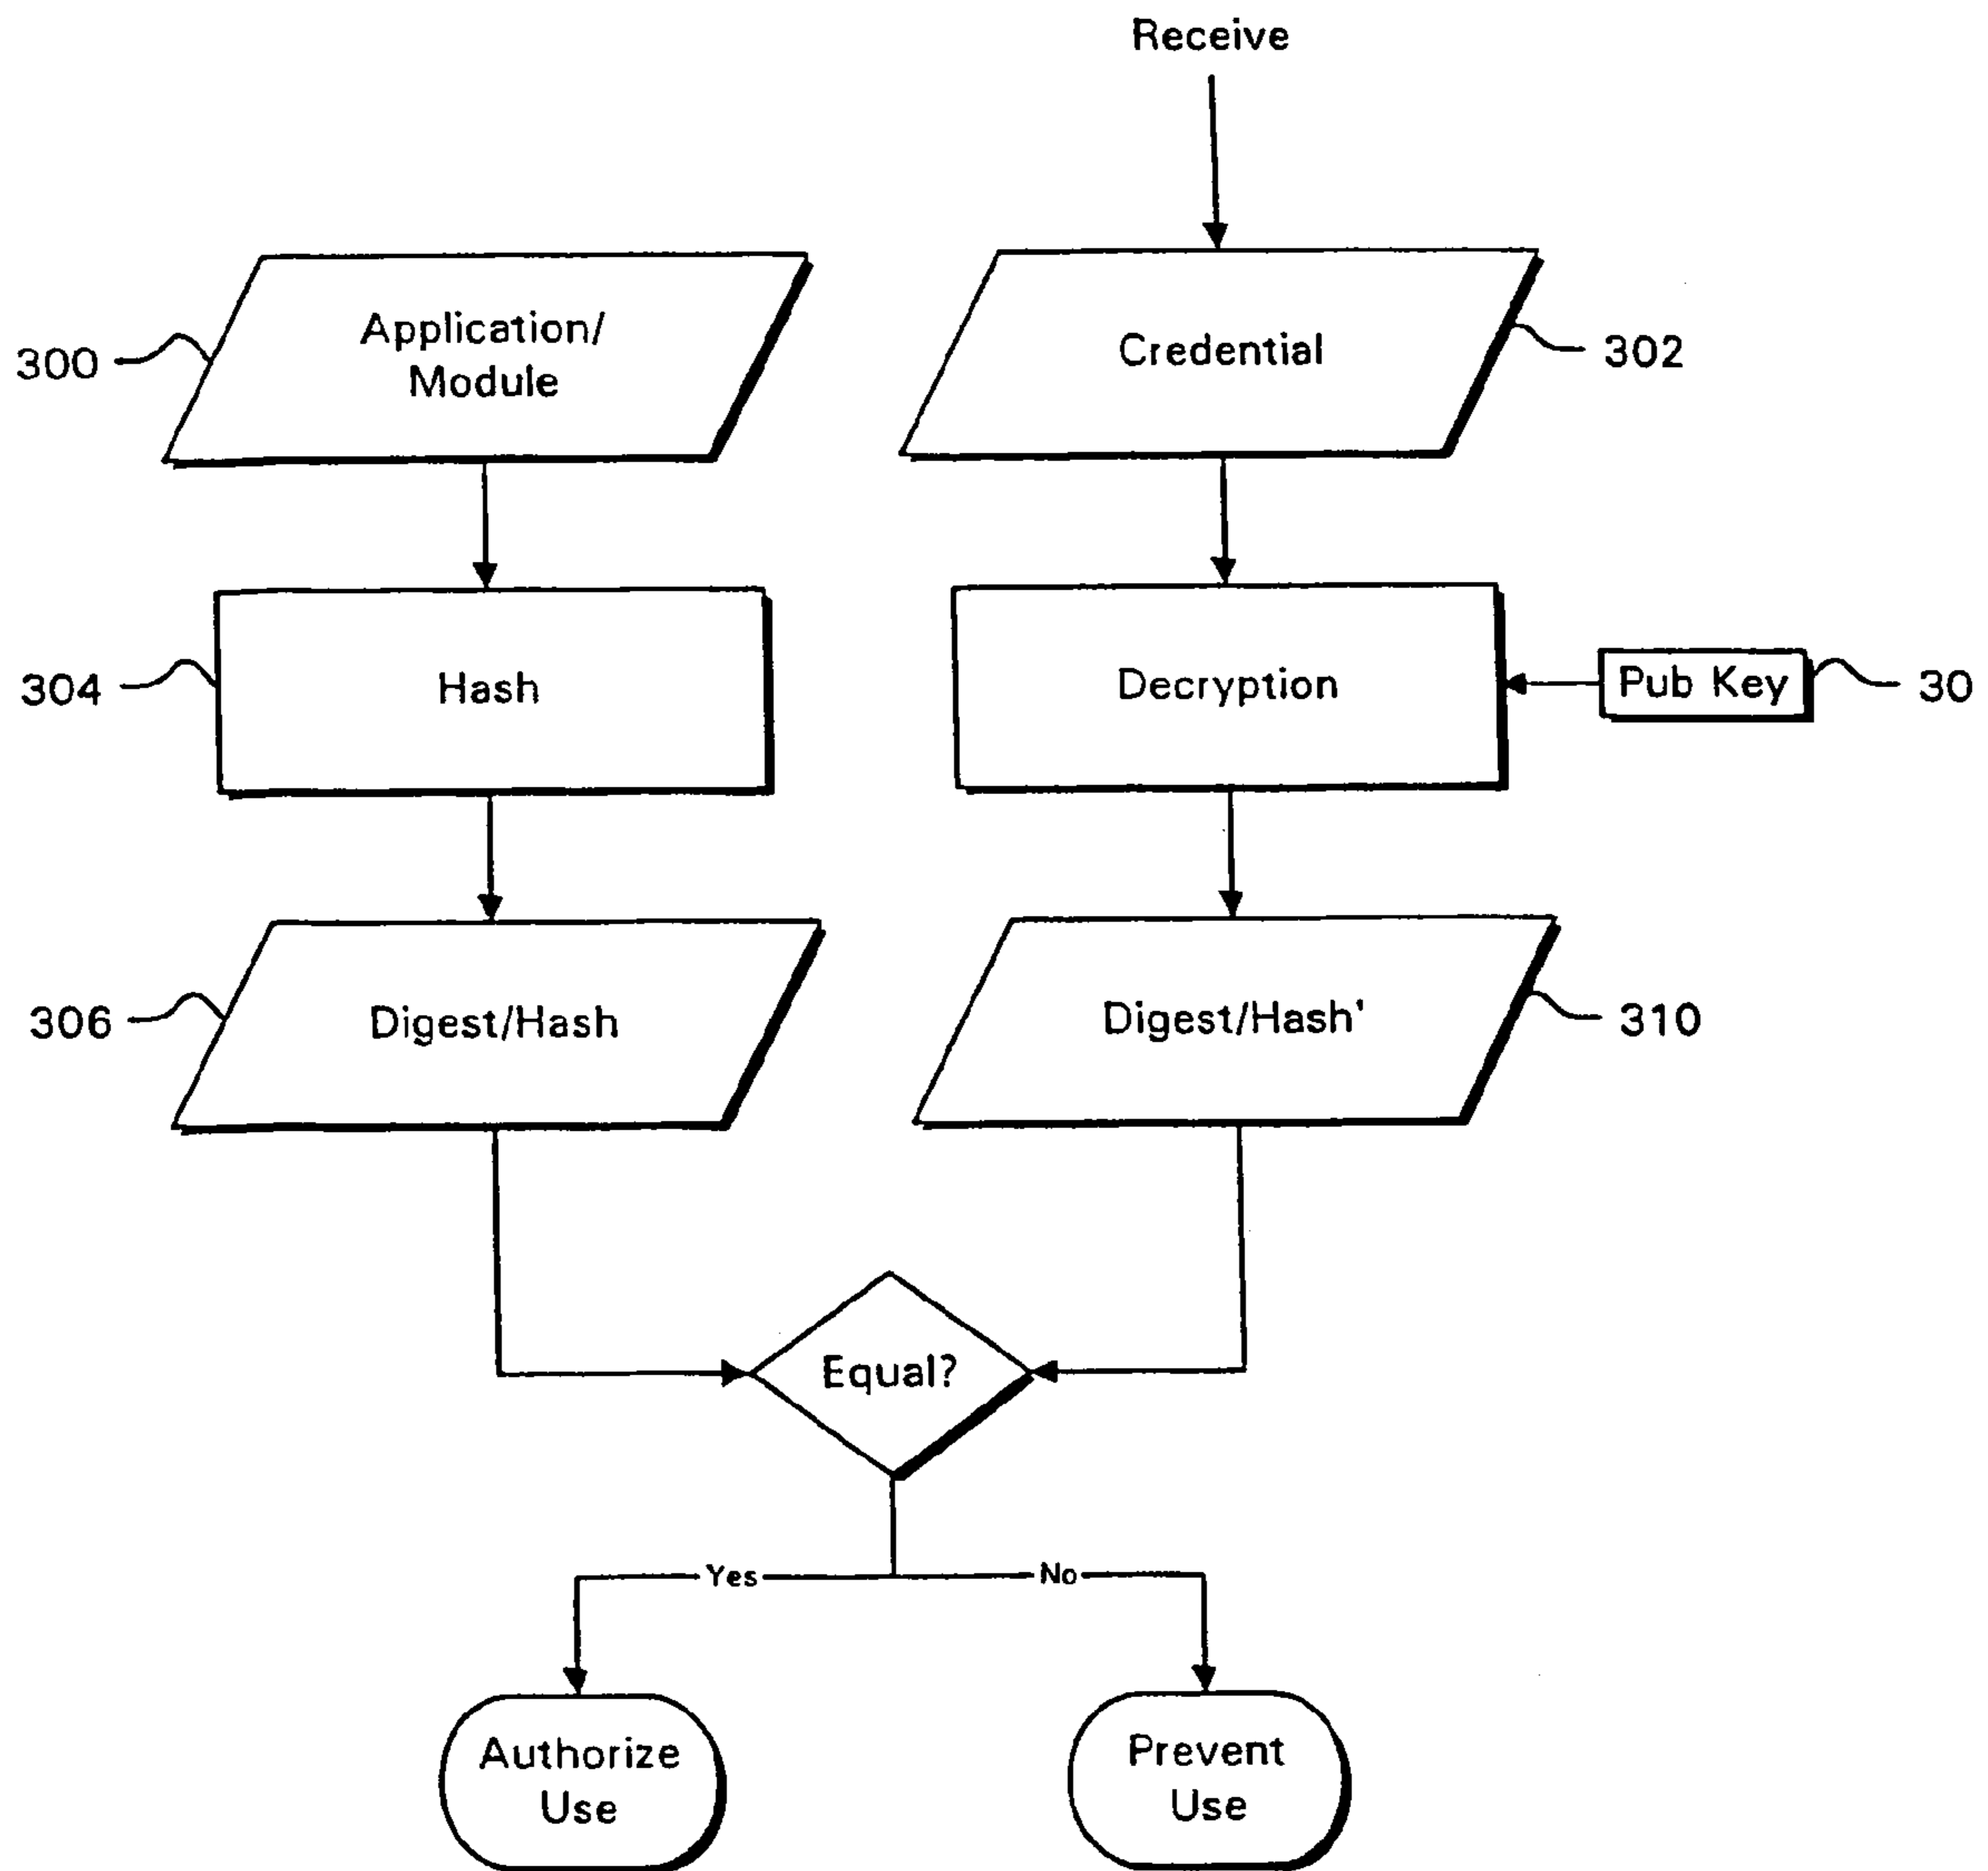 Receive
Application/
Module
300
Credential
302
Hash
304
Decryption
Pub Key
30
Digest/Hash
306
Digest/Hash'
310
Equal?
Yes
No
Authorize
Use
Prevent
Use